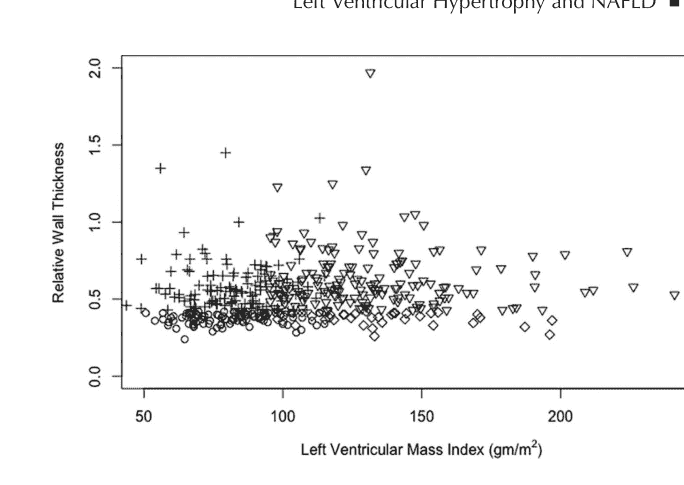 Left Ventricular Hypertrophy and NAFLD ■
2.0
1.5
1.0
0.5
0.0
Relative Wall Thickness
50 100 150 200
Left Ventricular Mass Index (gm/m²)